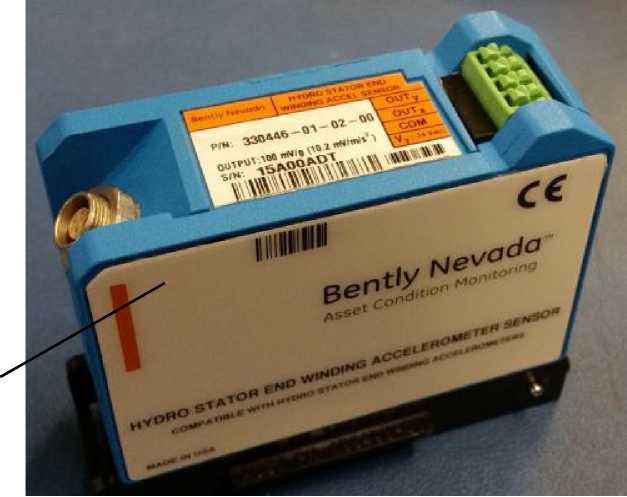 Bently Nevada
HYDRO STATOR END
WINDING ACCEL SENSOR
P/N: 330446-01-02-00
OUTPUT:100 mV/g (10.2 mV/m/s²)
S/N: 15A00ADT
OUT y
OUT x
COM
CE
Bently Nevada™
Asset Condition Monitoring
HYDRO STATOR END WINDING ACCELEROMETER SENSOR
COMPATIBLE WITH HYDRO STATOR END WINDING ACCELEROMETERS
MADE IN USA